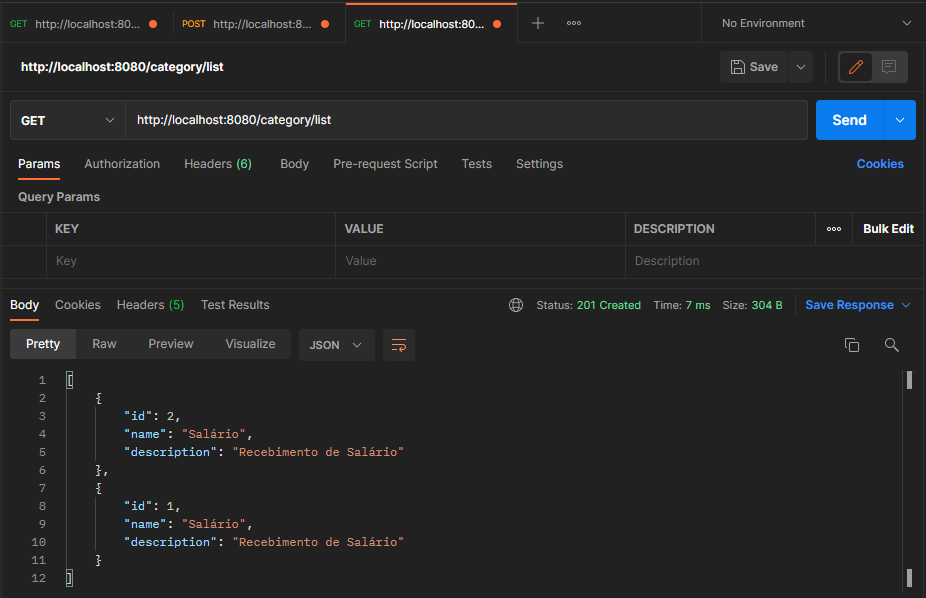 GET http://localhost:80... POST http://localhost:8... GET http://localhost:80... No Environment
http://localhost:8080/category/list Save
GET http://localhost:8080/category/list Send
Params Authorization Headers (6) Body Pre-request Script Tests Settings Cookies
Query Params
KEY VALUE DESCRIPTION Bulk Edit
Key Value Description
Body Cookies Headers (5) Test Results Status: 201 Created Time: 7 ms Size: 304 B Save Response
Pretty Raw Preview Visualize JSON
1 [
2 {
3 "id": 2,
4 "name": "Salário",
5 "description": "Recebimento de Salário"
6 },
7 {
8 "id": 1,
9 "name": "Salário",
10 "description": "Recebimento de Salário"
11 }
12 ]